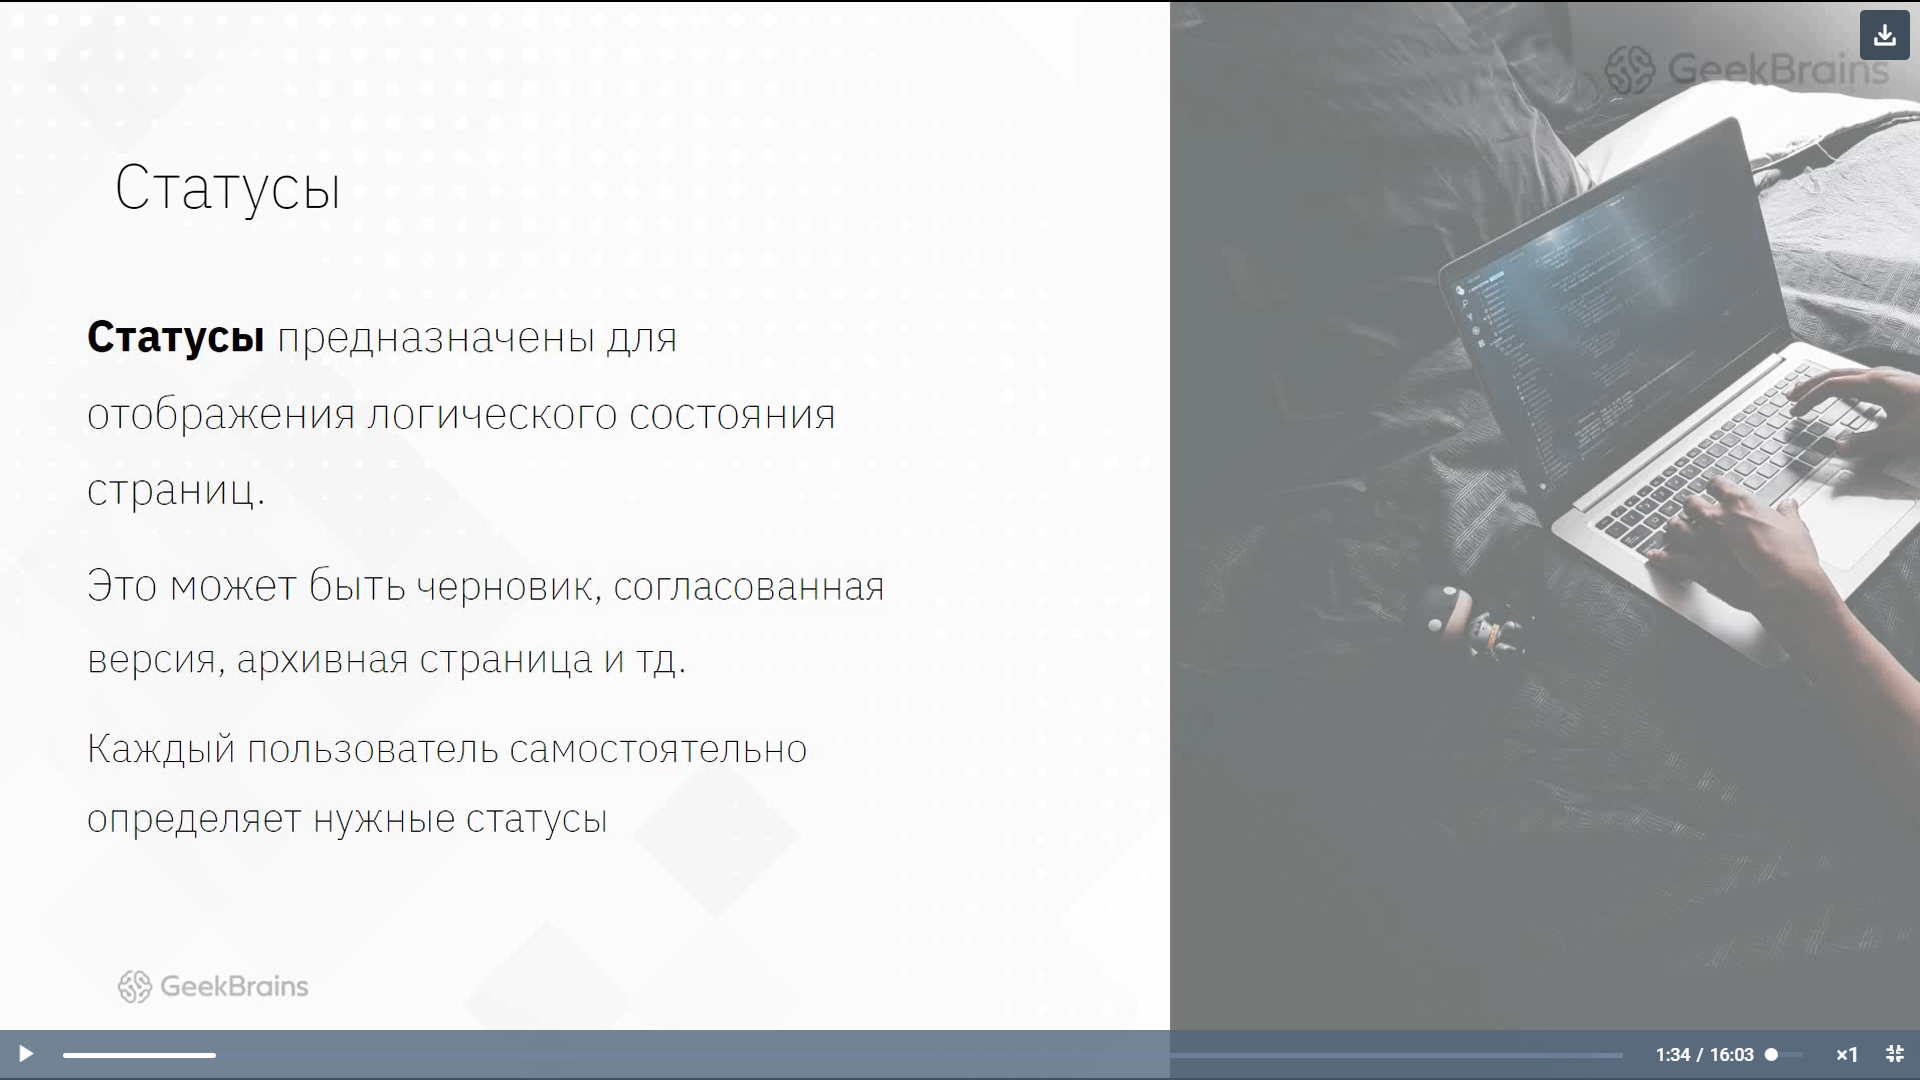 GeekBrains
Статусы
Статусы предназначены для
отображения логического состояния
страниц.
Это может быть черновик, согласованная
версия, архивная страница и тд.
Каждый пользователь самостоятельно
определяет нужные статусы
GeekBrains
1:34 / 16:03 ×1